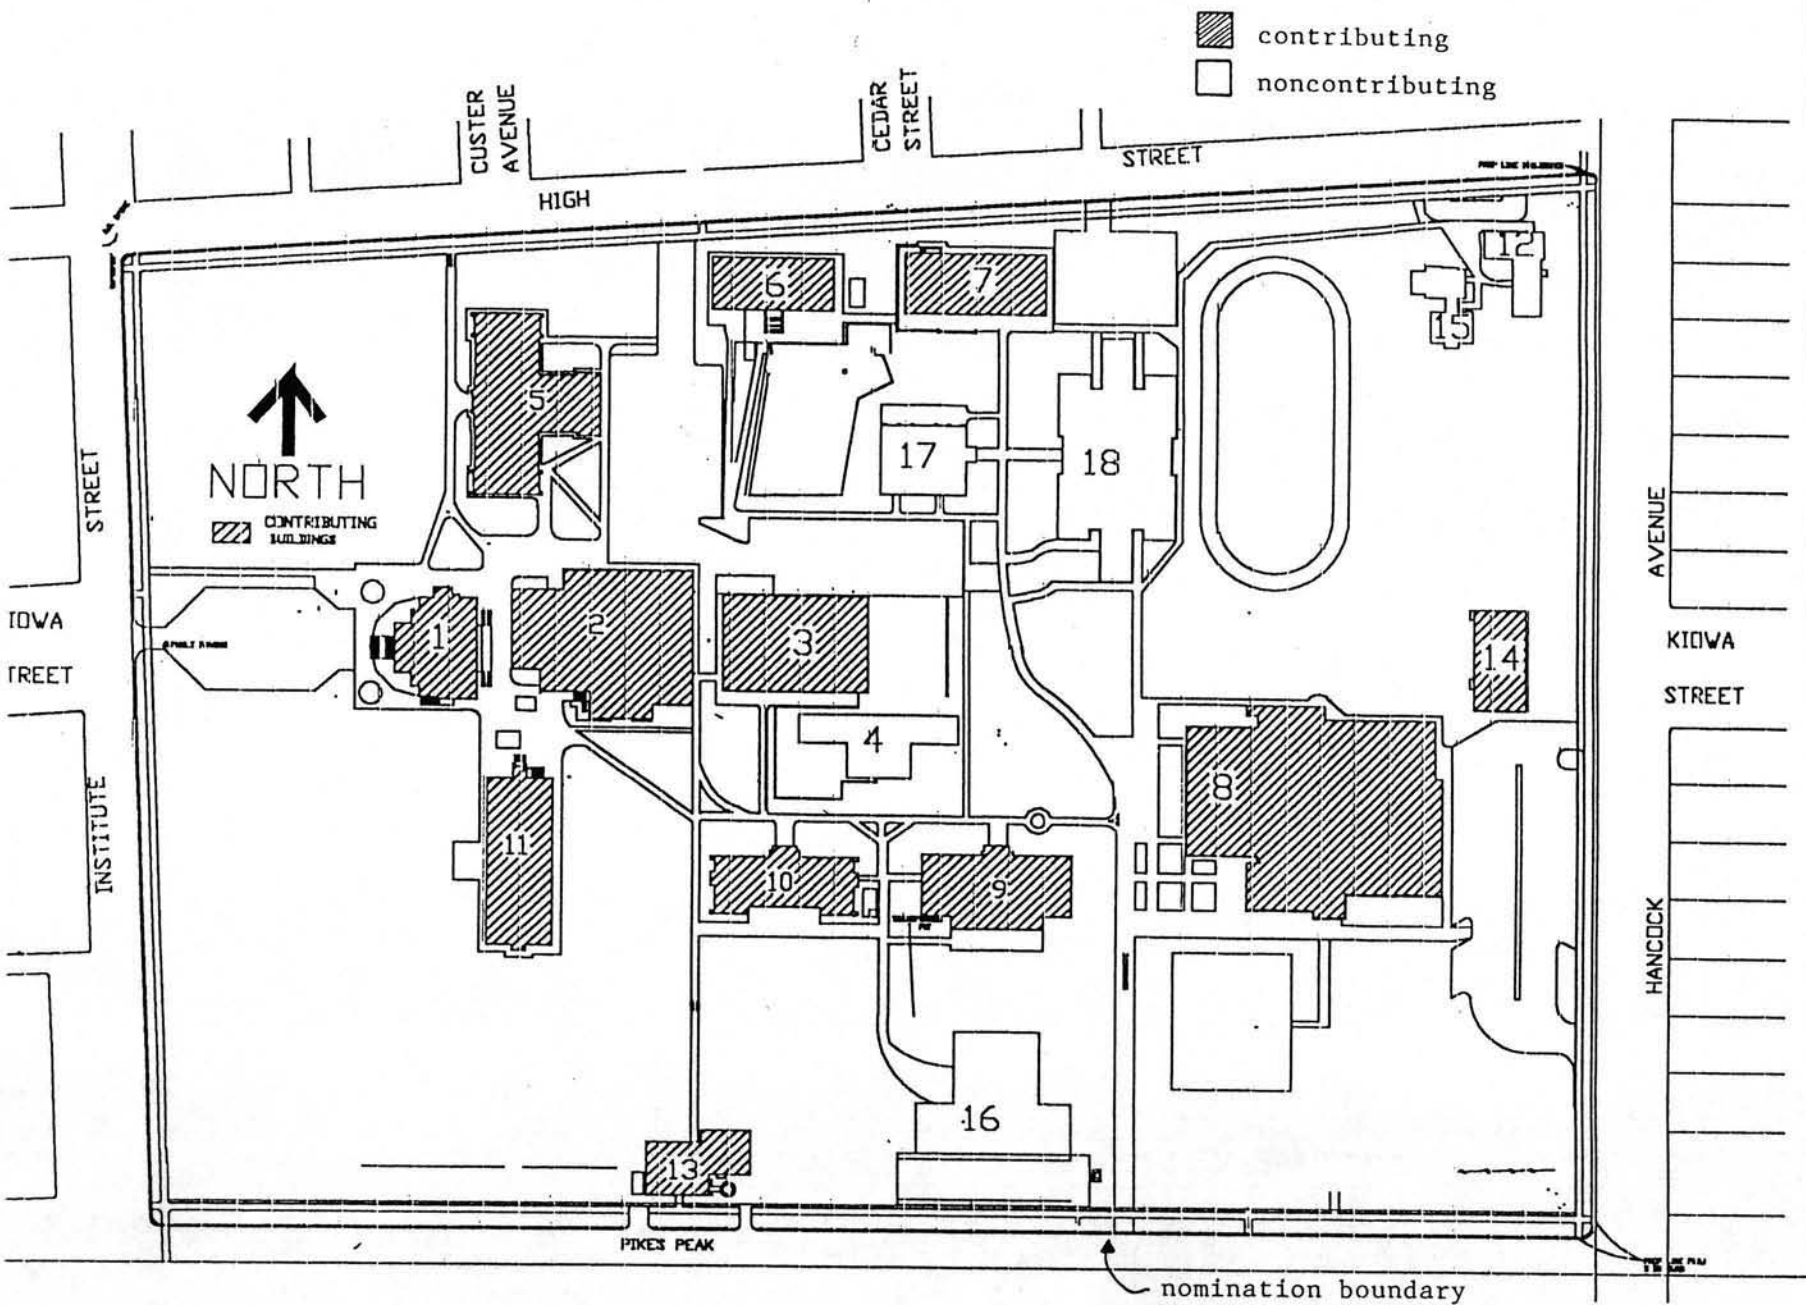 contributing
noncontributing
CUSTER
AVENUE
CEDAR
STREET
HIGH
STREET
12
6
7
15
5
17
18
NORTH
CONTRIBUTING
BUILDINGS
STREET
AVENUE
IOWA
TREET
1
2
3
14
KIOWA
STREET
4
8
INSTITUTE
11
10
9
HANCOCK
16
13
PIKES PEAK
nomination boundary